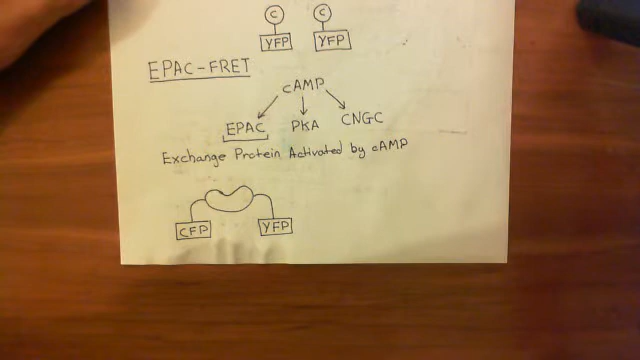 C C
YFP YFP
EPAC-FRET
cAMP
EPAC PKA CNGC
Exchange Protein Activated by cAMP
CFP YFP